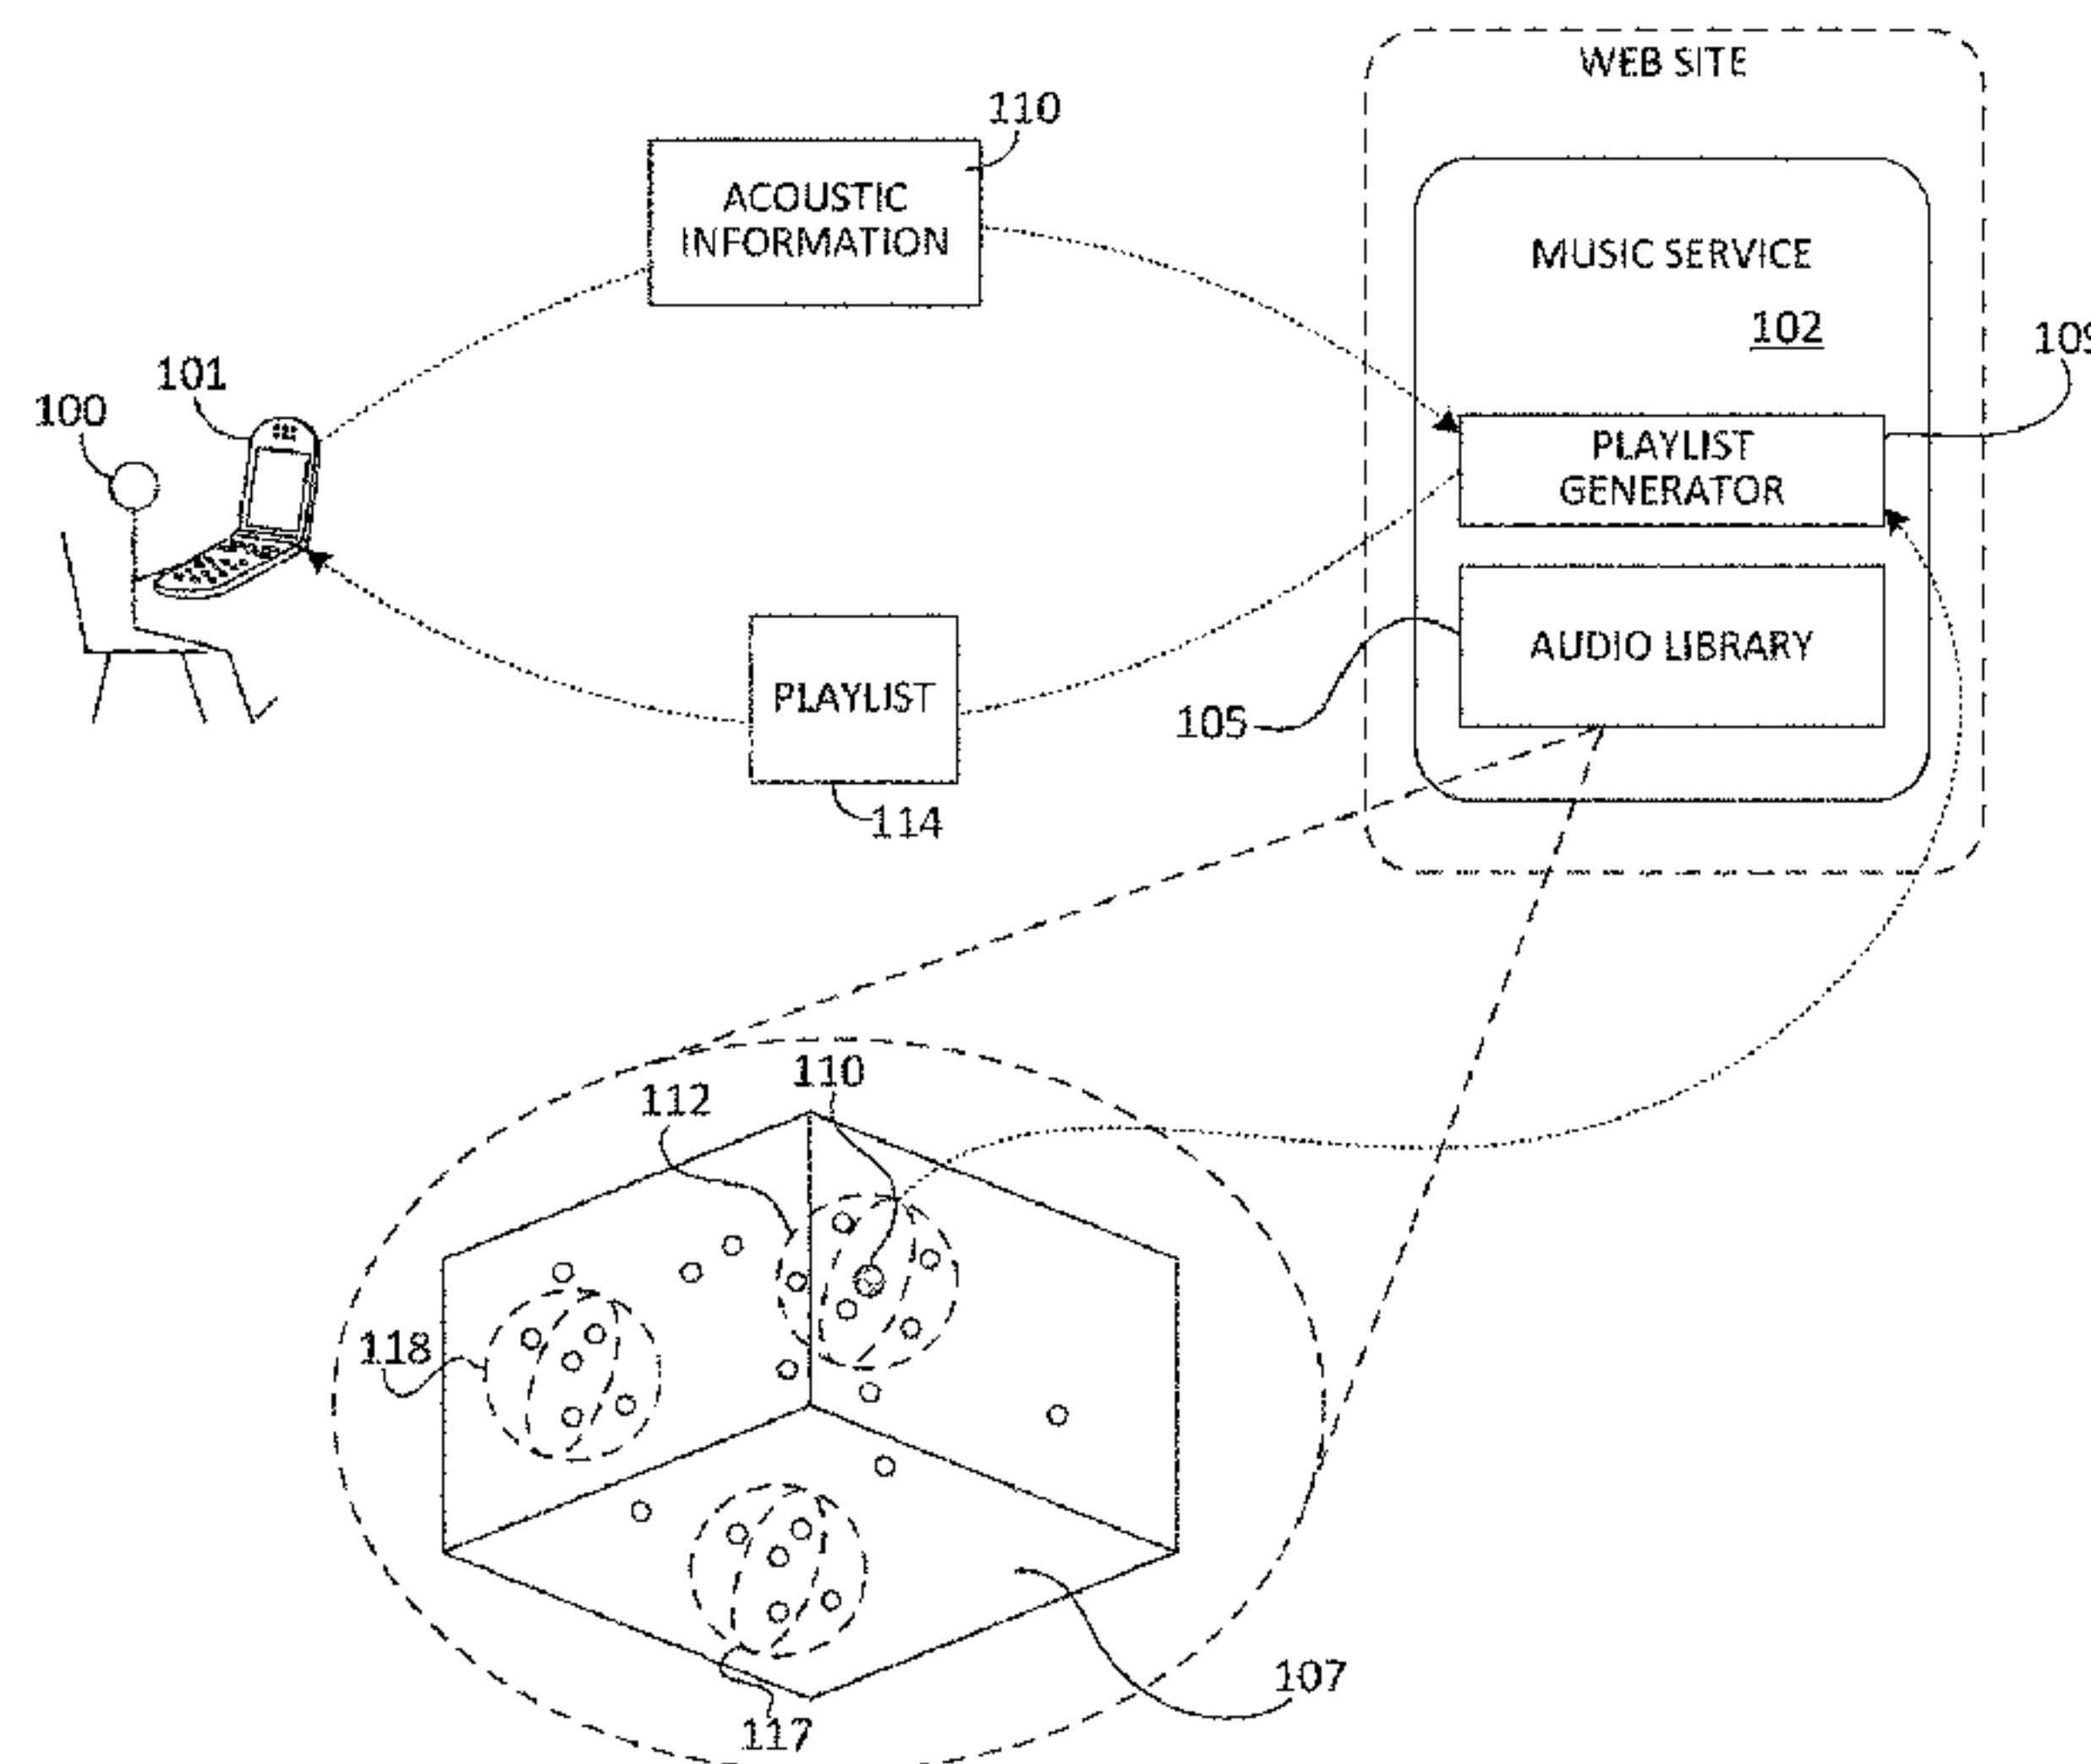 WEB SITE
110
ACOUSTIC
INFORMATION
MUSIC SERVICE
102
109
101
100
PLAYLIST
GENERATOR
AUDIO LIBRARY
PLAYLIST
105
114
110
112
118
107
117